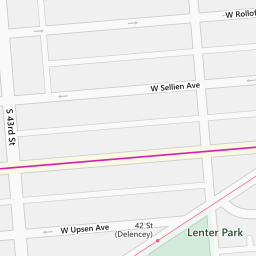 W Rollof
W Sellien Ave
S 43rd St
W Upsen Ave
42 St
(Delencey)
Lenter Park